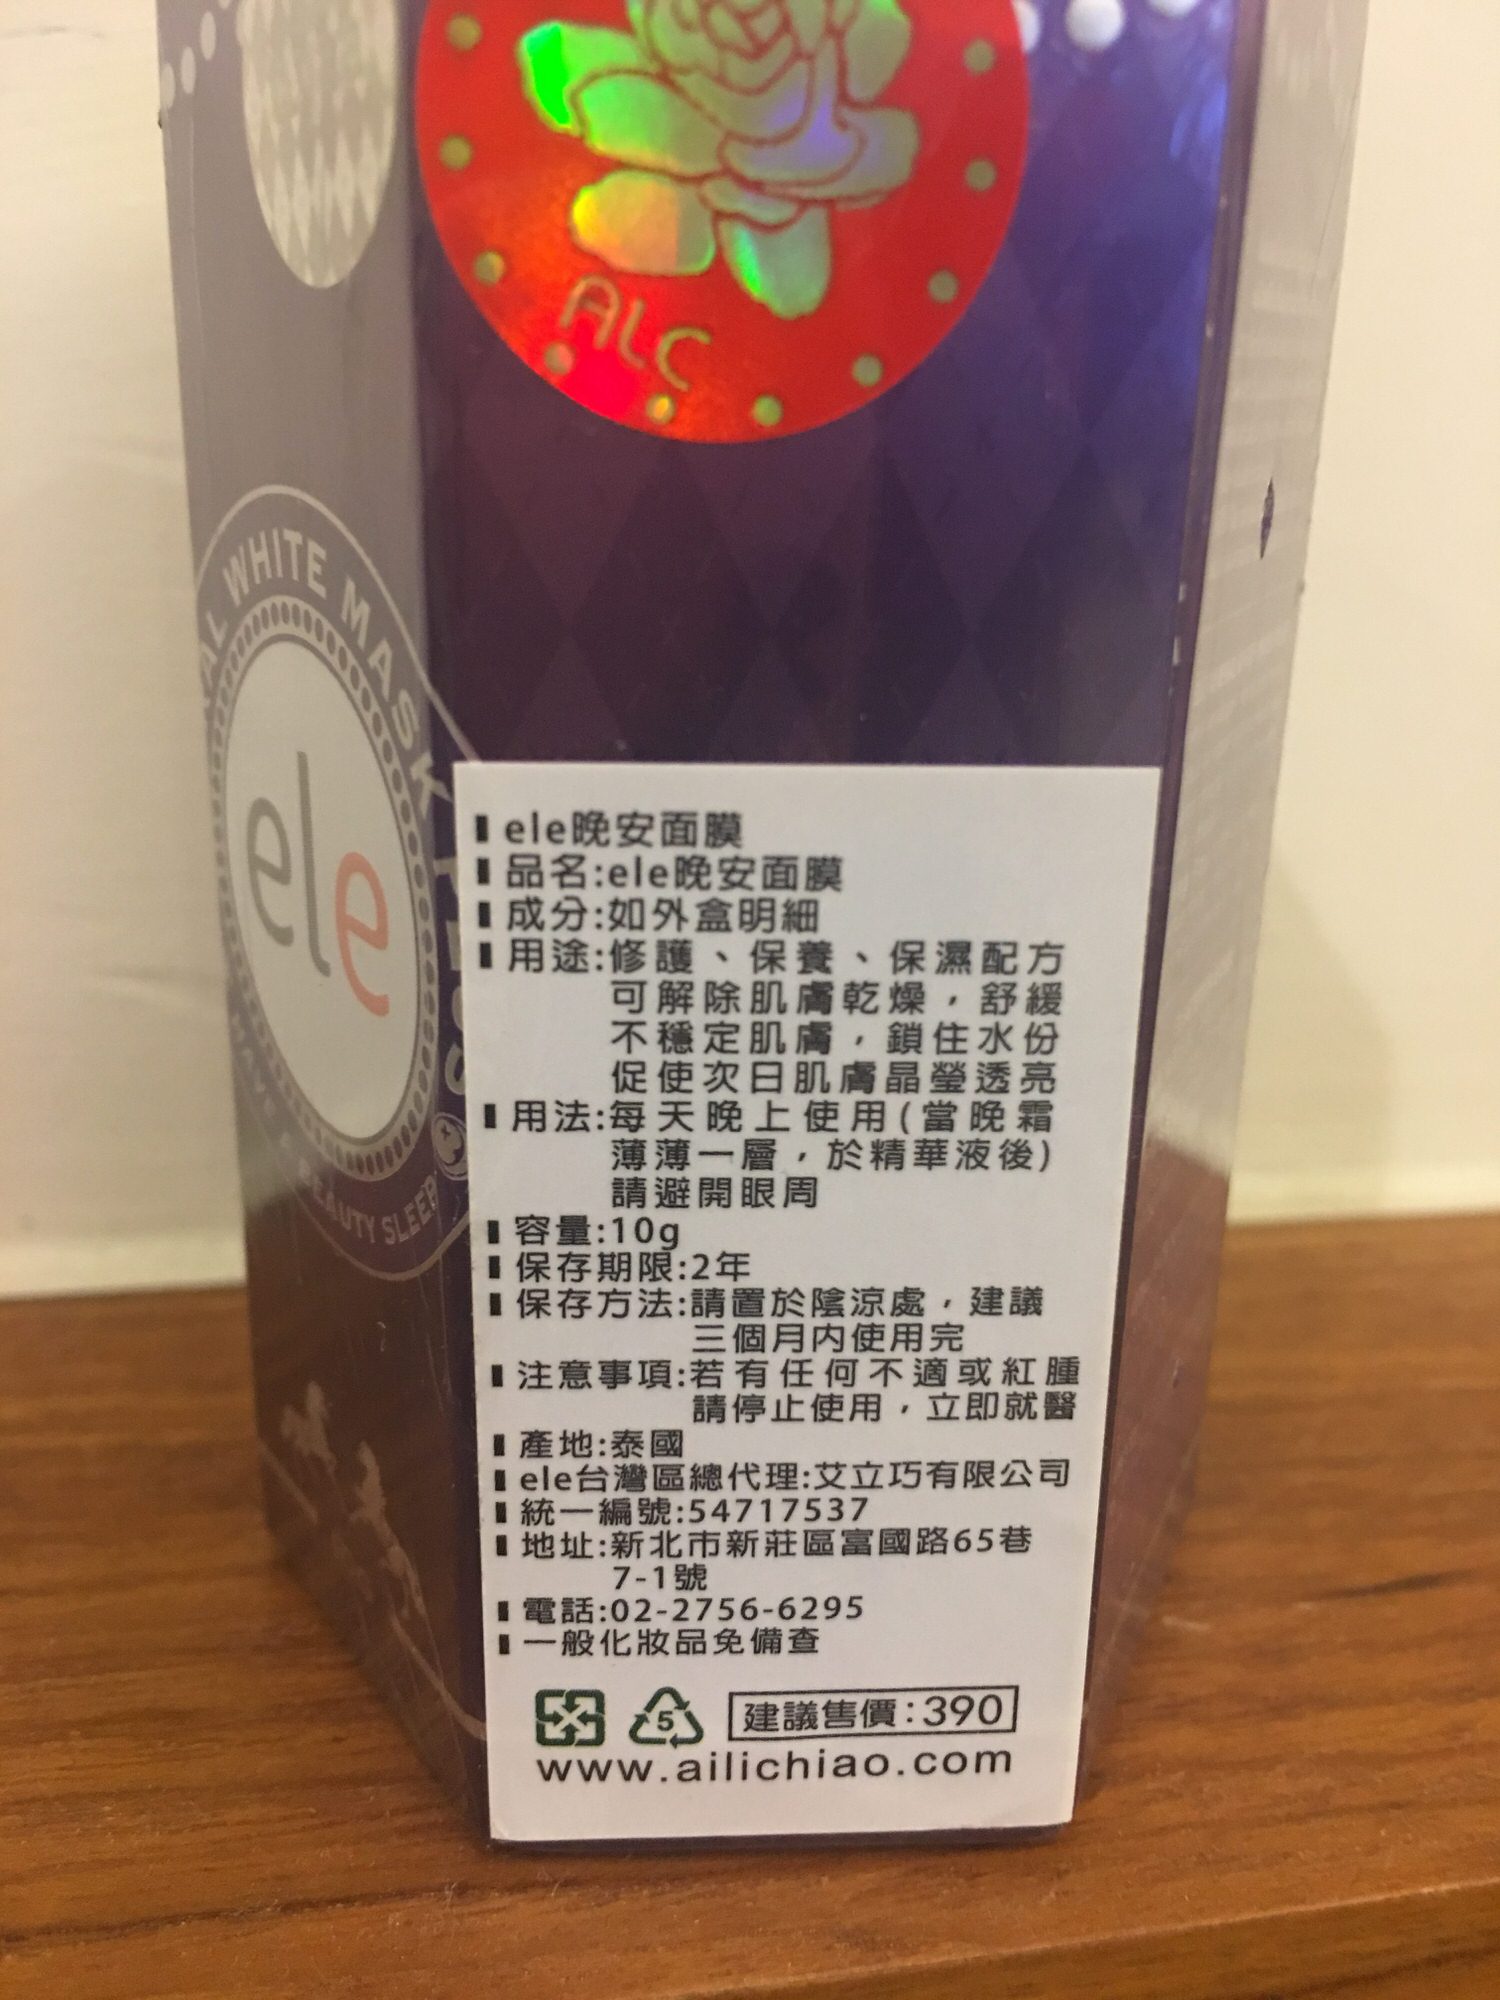 ALC
WHITE MASK
ele
BEAUTY SLEEP
ele晚安面膜
品名:ele晚安面膜
成分:如外盒明細
用途:修護、保養、保濕配方
可解除肌膚乾燥，舒緩
不穩定肌膚，鎖住水份
促使次日肌膚晶瑩透亮
用法:每天晚上使用(當晚霜
薄薄一層，於精華液後)
請避開眼周
容量:10g
保存期限:2年
保存方法:請置於陰涼處，建議
三個月內使用完
注意事項:若有任何不適或紅腫
請停止使用，立即就醫
產地:泰國
ele台灣區總代理:艾立巧有限公司
統一編號:54717537
地址:新北市新莊區富國路65巷
7-1號
電話:02-2756-6295
一般化妝品免備查
5
建議售價:390
www.ailichiao.com